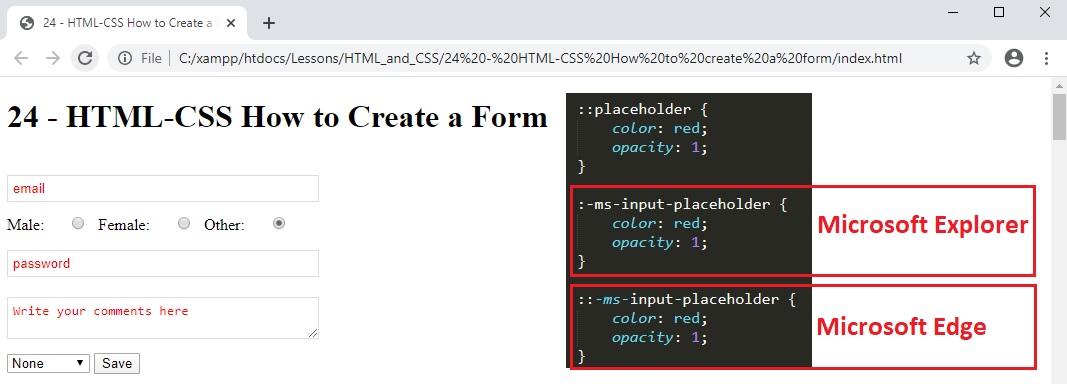 24 - HTML-CSS How to Create a
File
C:/xampp/htdocs/Lessons/HTML_and_CSS/24%20-%20HTML-CSS%20How%20to%20create%20a%20form/index.html
24 - HTML-CSS How to Create a Form
email
Male:
Female:
Other:
password
Write your comments here
None
Save
::placeholder {
color: red;
opacity: 1;
}
:-ms-input-placeholder {
color: red;
opacity: 1;
}
Microsoft Explorer
::-ms-input-placeholder {
color: red;
opacity: 1;
}
Microsoft Edge